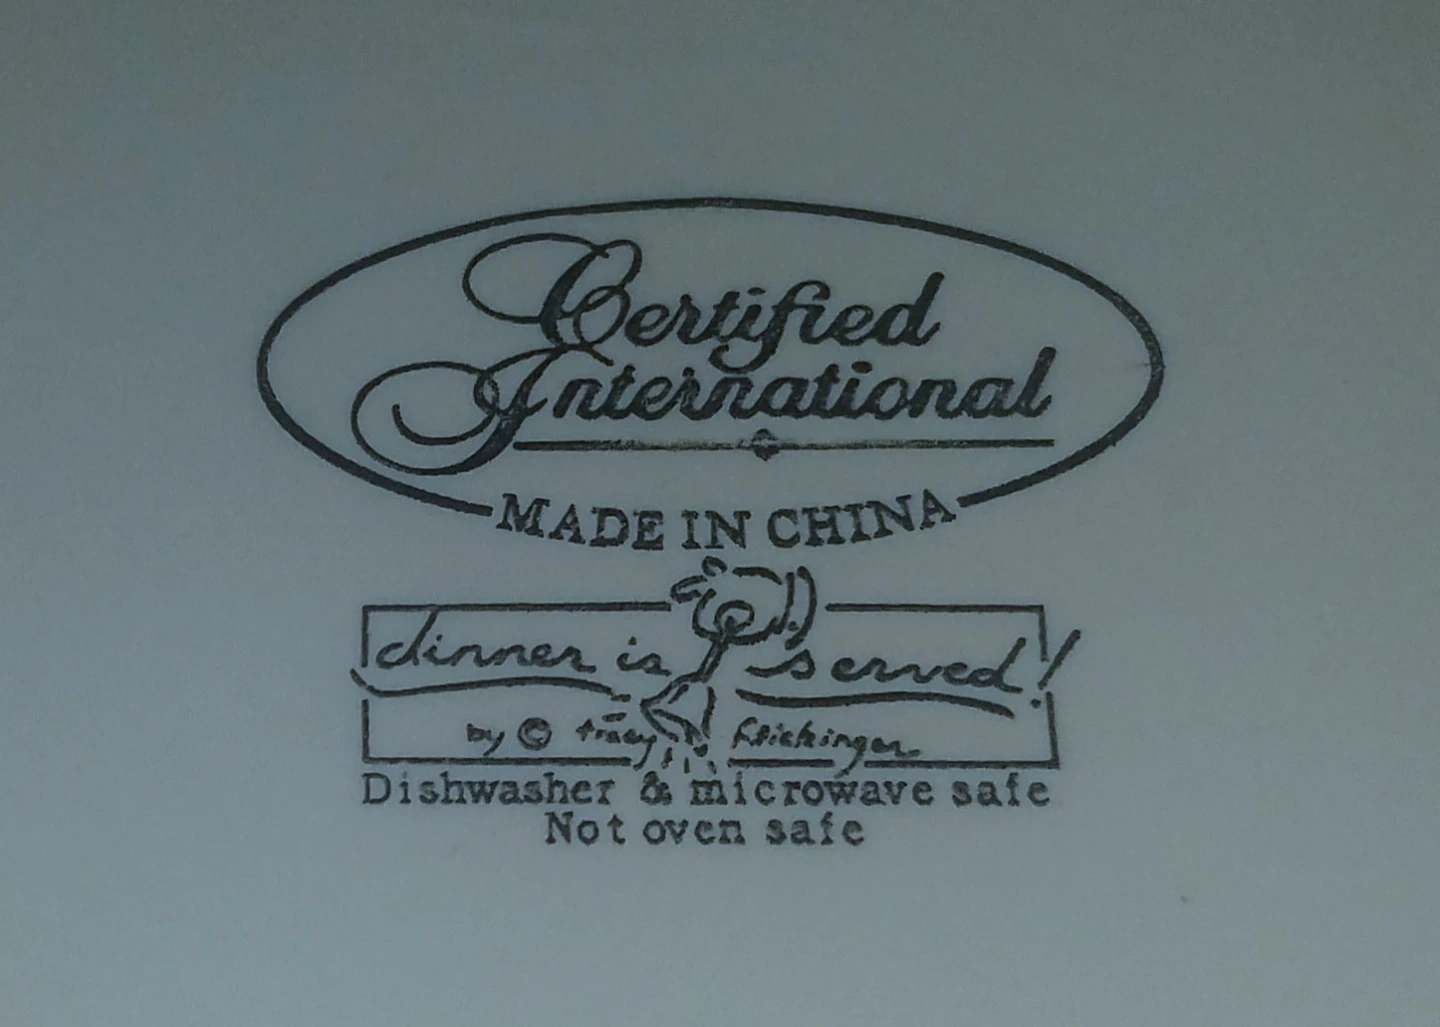 Certified
International
MADE IN CHINA
dinner is served!
by © tracy flickinger
Dishwasher & microwave safe
Not oven safe